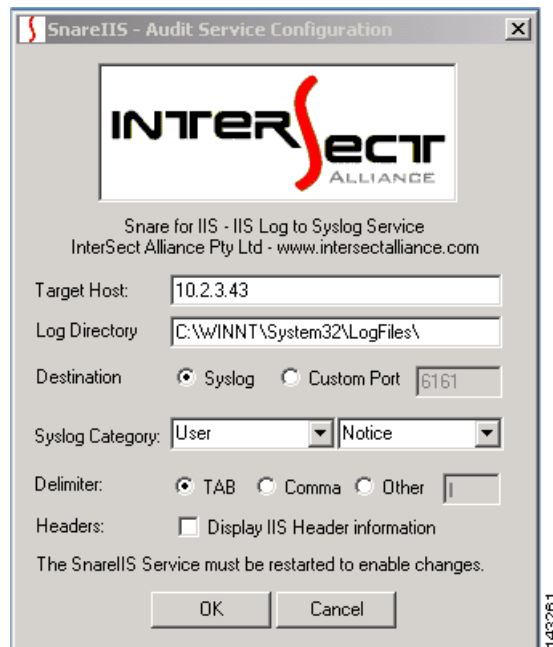 SnareIIS - Audit Service Configuration
INTERSECT
ALLIANCE
Snare for IIS - IIS Log to Syslog Service
InterSect Alliance Pty Ltd - www.intersectalliance.com
Target Host: 10.2.3.43
Log Directory C:\WINNT\System32\LogFiles\
Destination Syslog Custom Port 6161
Syslog Category: User Notice
Delimiter: TAB Comma Other |
Headers: Display IIS Header information
The SnareIIS Service must be restarted to enable changes.
OK Cancel
143261